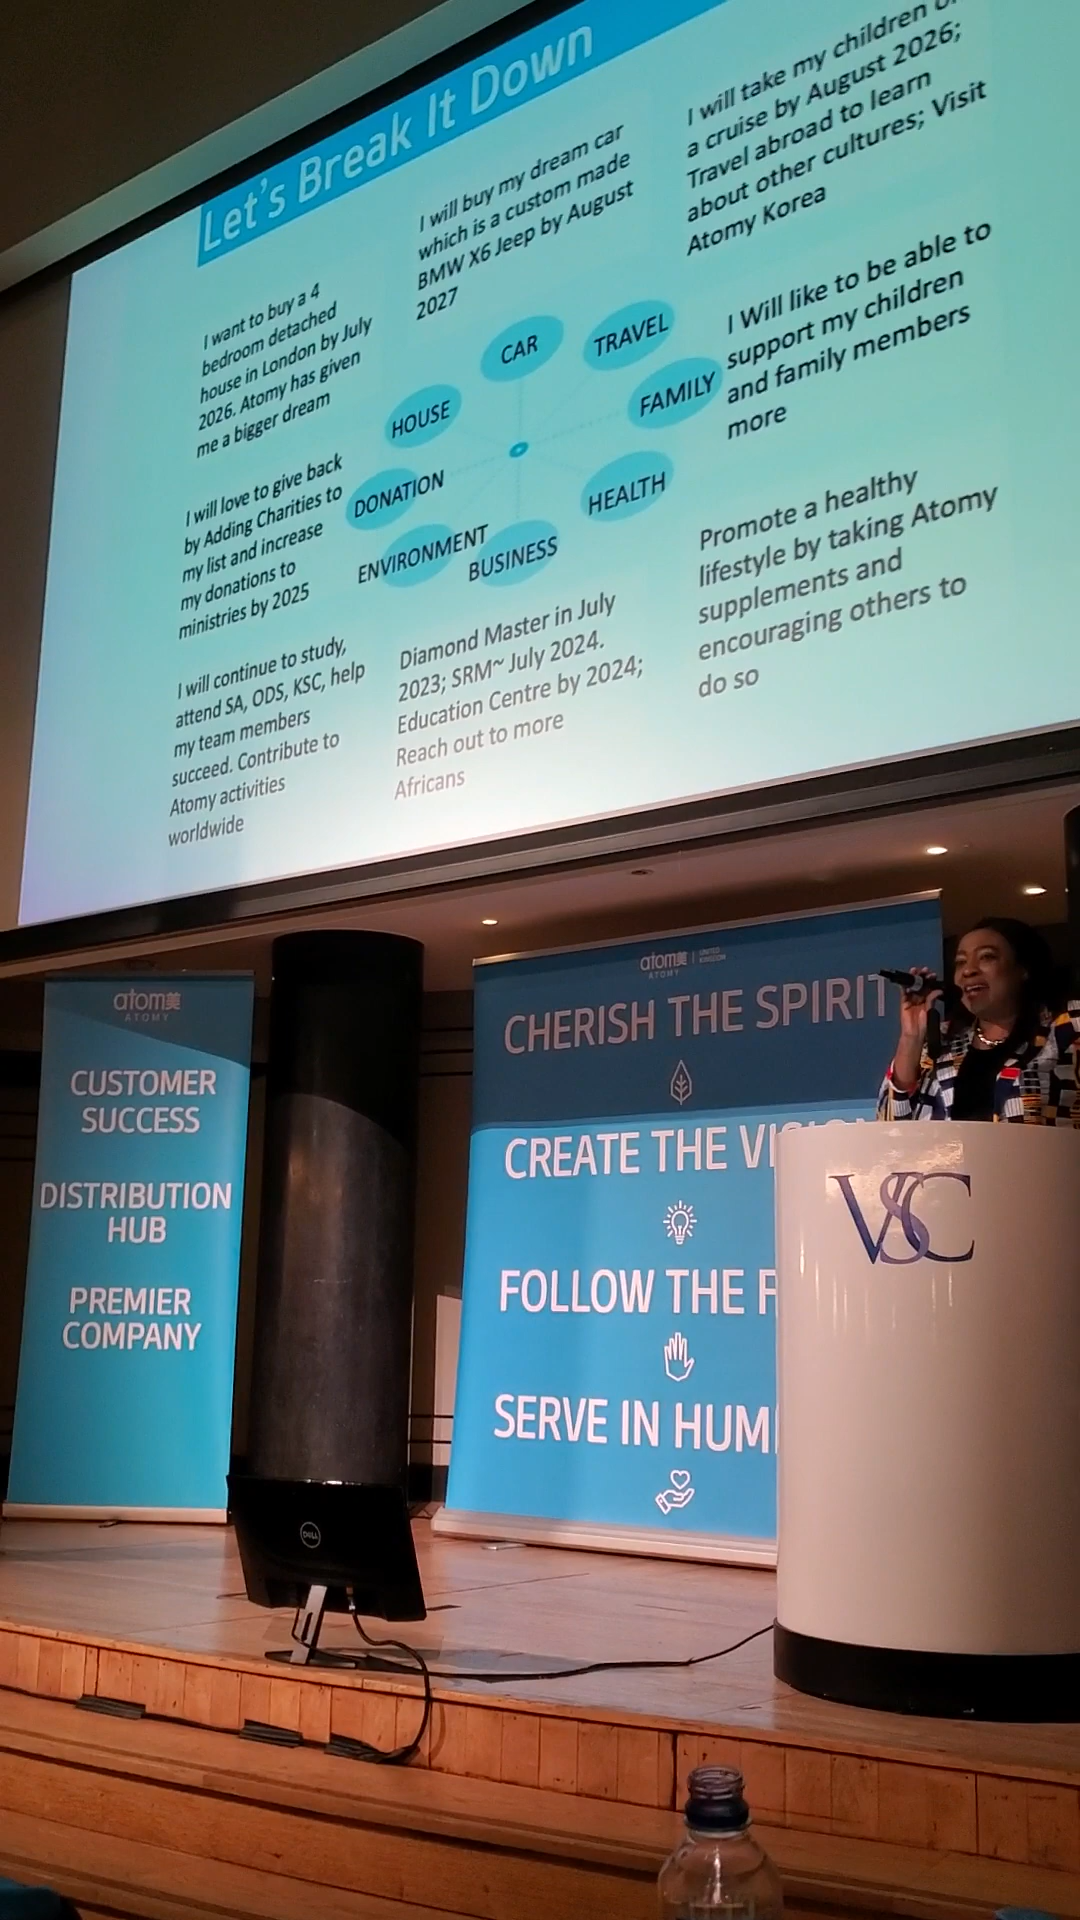 Let's Break It Down
I want to buy a 4
bedroom detached
house in London by July
2026. Atomy has given
me a bigger dream
I will buy my dream car
which is a custom made
BMW X6 Jeep by August
2027
I will take my children
a cruise by August 2026;
Travel abroad to learn
about other cultures; Visit
Atomy Korea
CAR
TRAVEL
HOUSE
FAMILY
DONATION
HEALTH
ENVIRONMENT
BUSINESS
I Will like to be able to
support my children
and family members
more
I will love to give back
by Adding Charities to
my list and increase
my donations to
ministries by 2025
Promote a healthy
lifestyle by taking Atomy
supplements and
encouraging others to
do so
I will continue to study,
attend SA, ODS, KSC, help
my team members
succeed. Contribute to
Atomy activities
worldwide
Diamond Master in July
2023; SRM~ July 2024.
Education Centre by 2024;
Reach out to more
Africans
atom美
ATOMY
CUSTOMER
SUCCESS
DISTRIBUTION
HUB
PREMIER
COMPANY
atom美 | UNITED KINGDOM
ATOMY
CHERISH THE SPIRIT
CREATE THE VI
FOLLOW THE F
SERVE IN HUM
VSC
DELL